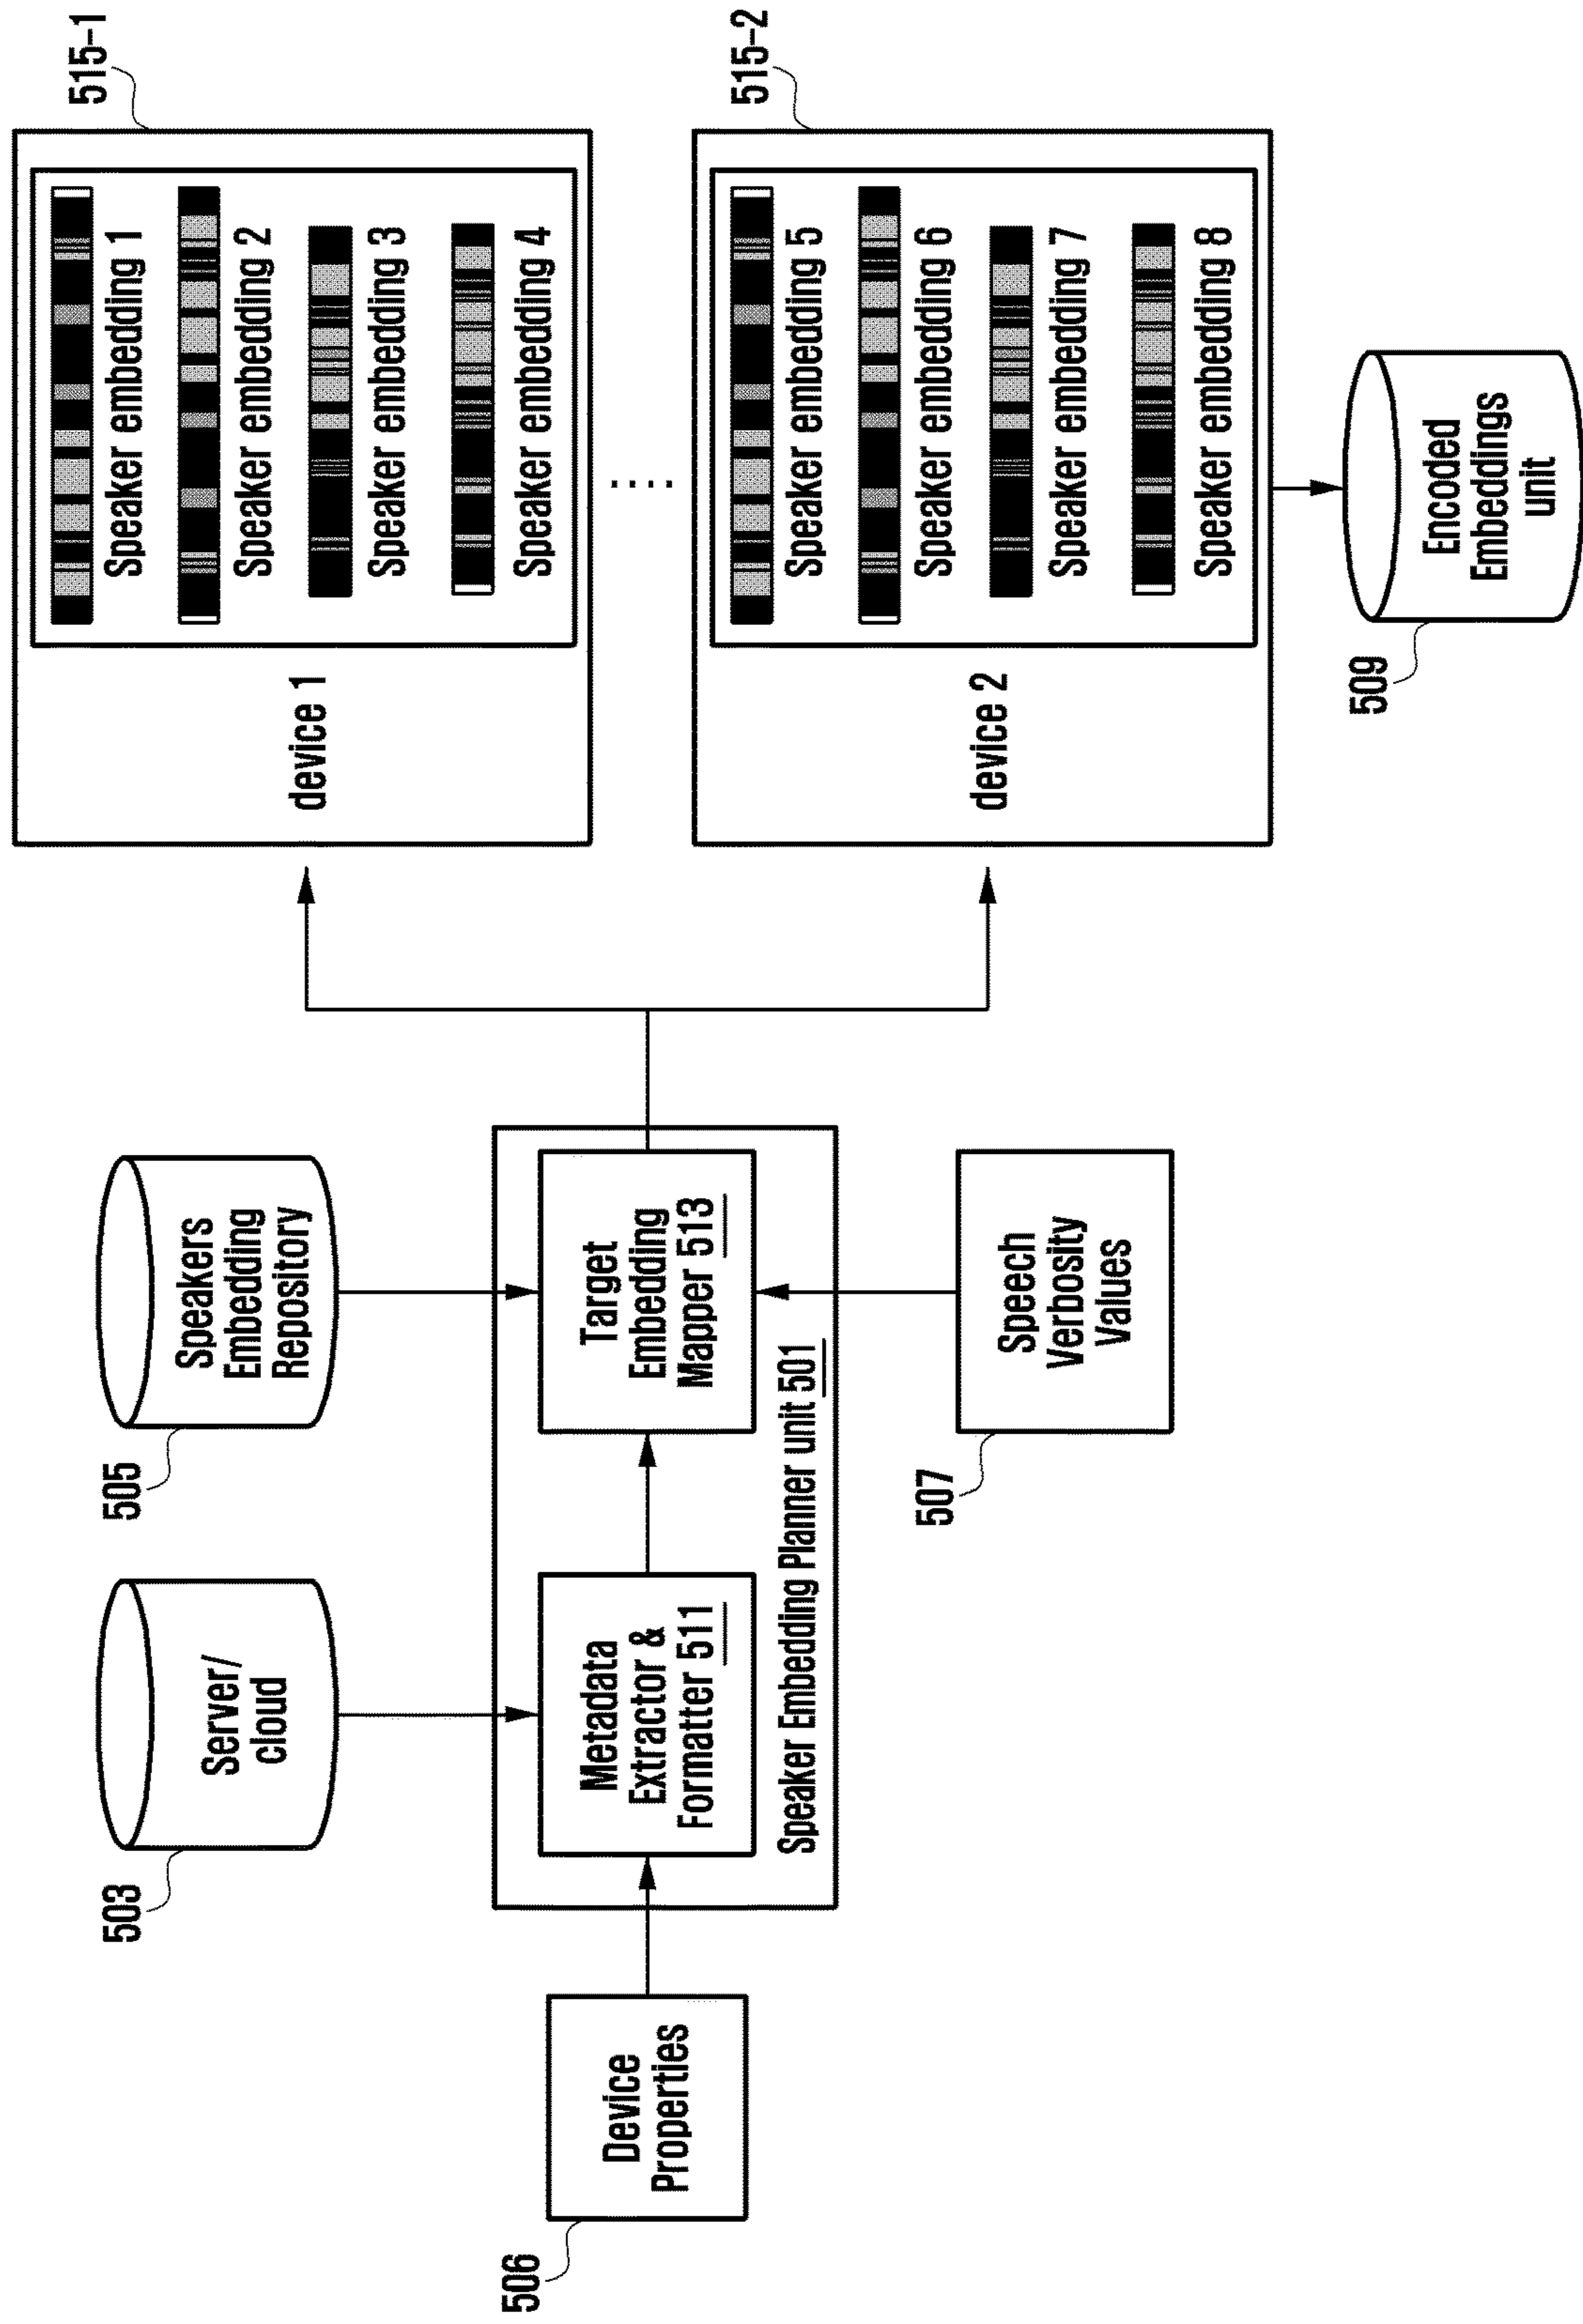 506
Device
Properties
503
Server/
cloud
505
Speakers
Embedding
Repository
Metadata
Extractor &
Formatter 511
Target
Embedding
Mapper 513
Speaker Embedding Planner unit 501
507
Speech
Verbosity
Values
515-1
device 1
Speaker embedding 1
Speaker embedding 2
Speaker embedding 3
Speaker embedding 4
515-2
device 2
Speaker embedding 5
Speaker embedding 6
Speaker embedding 7
Speaker embedding 8
509
Encoded
Embeddings
unit